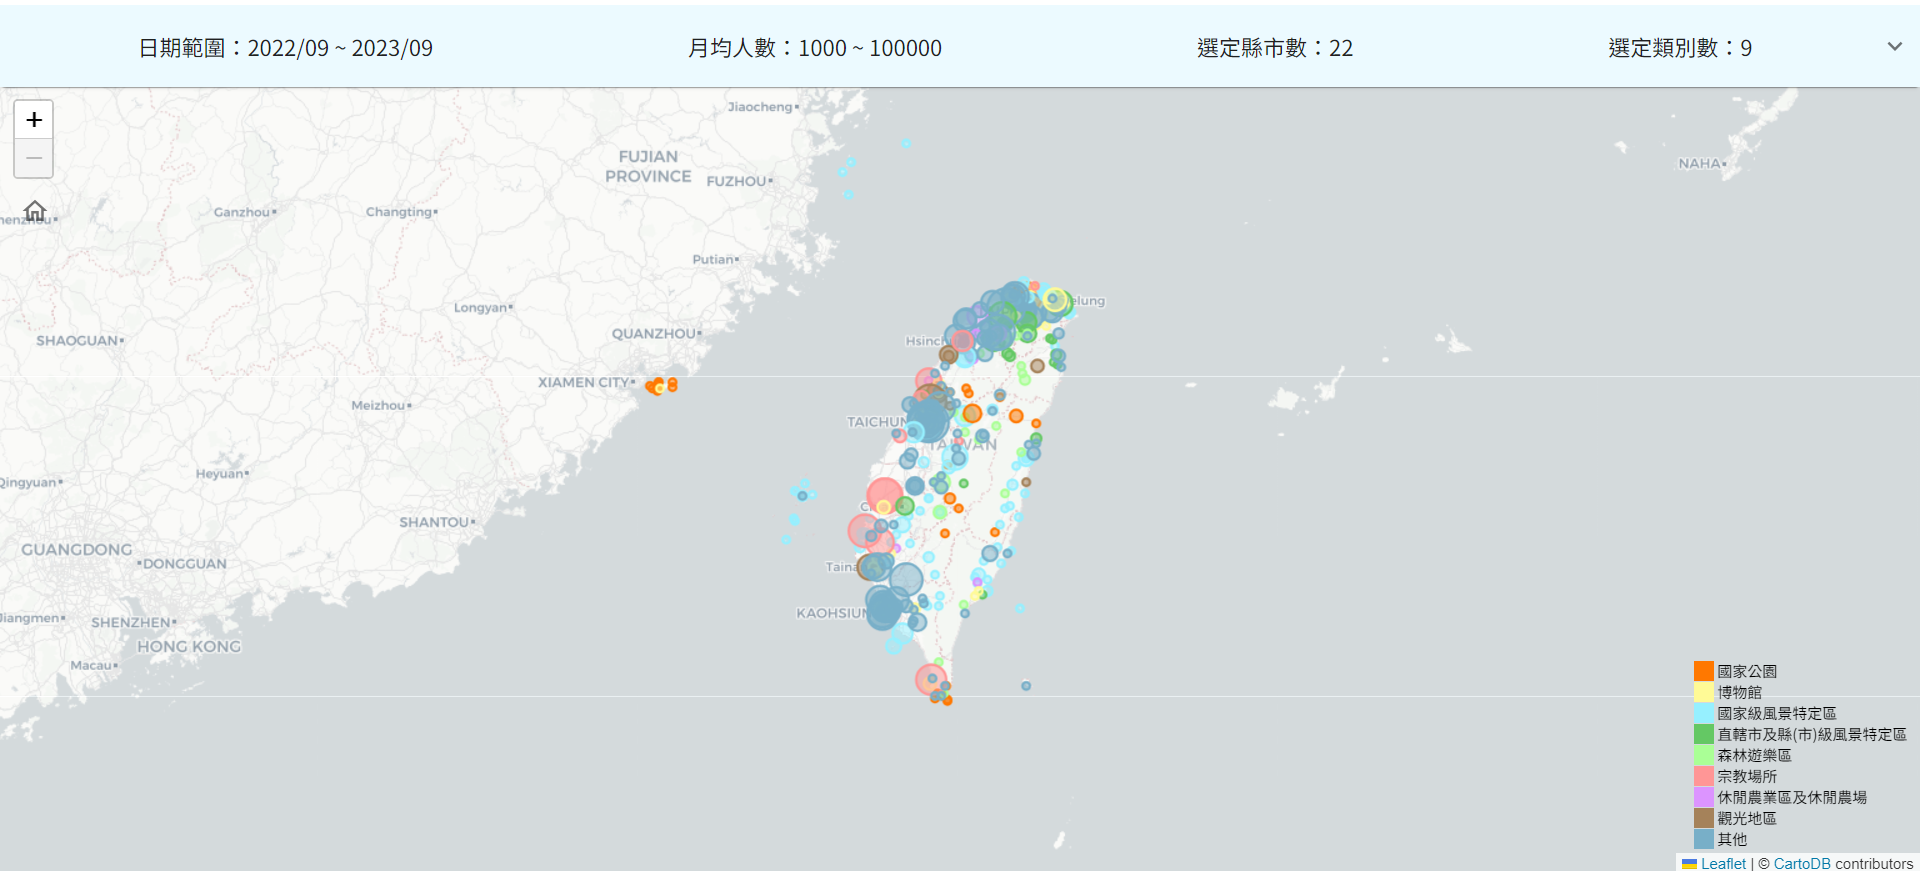 日期範圍：2022/09 ~ 2023/09
月均人數：1000 ~ 100000
選定縣市數：22
選定類別數：9
+
−
Jiaocheng
FUJIAN
PROVINCE
FUZHOU
NAHA
Ganzhou
Changting
Putian
Longyan
QUANZHOU
SHAOGUAN
elung
Hsinc
XIAMEN CITY
Meizhou
TAICHUN
TAIWAN
Heyuan
Qingyuan
SHANTOU
GUANGDONG
DONGGUAN
Taina
KAOHSIUN
Jiangmen
SHENZHEN
HONG KONG
Macau
國家公園
博物館
國家級風景特定區
直轄市及縣(市)級風景特定區
森林遊樂區
宗教場所
休閒農業區及休閒農場
觀光地區
其他
Leaflet | © CartoDB contributors